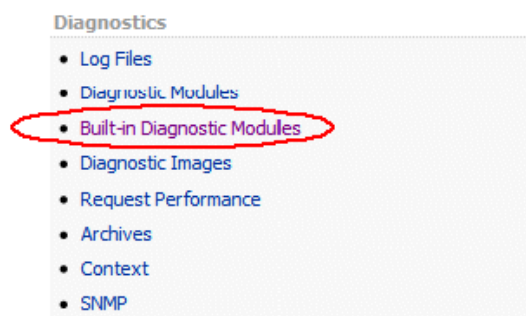 Diagnostics
Log Files
Diagnostic Modules
Built-in Diagnostic Modules
Diagnostic Images
Request Performance
Archives
Context
SNMP